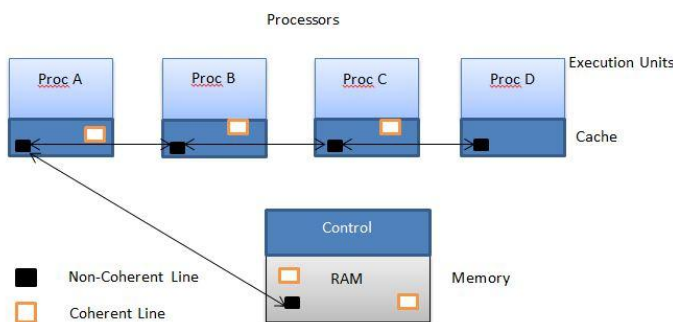 Processors
Proc A
Proc B
Proc C
Proc D
Execution Units
Cache
Control
RAM
Memory
Non-Coherent Line
Coherent Line